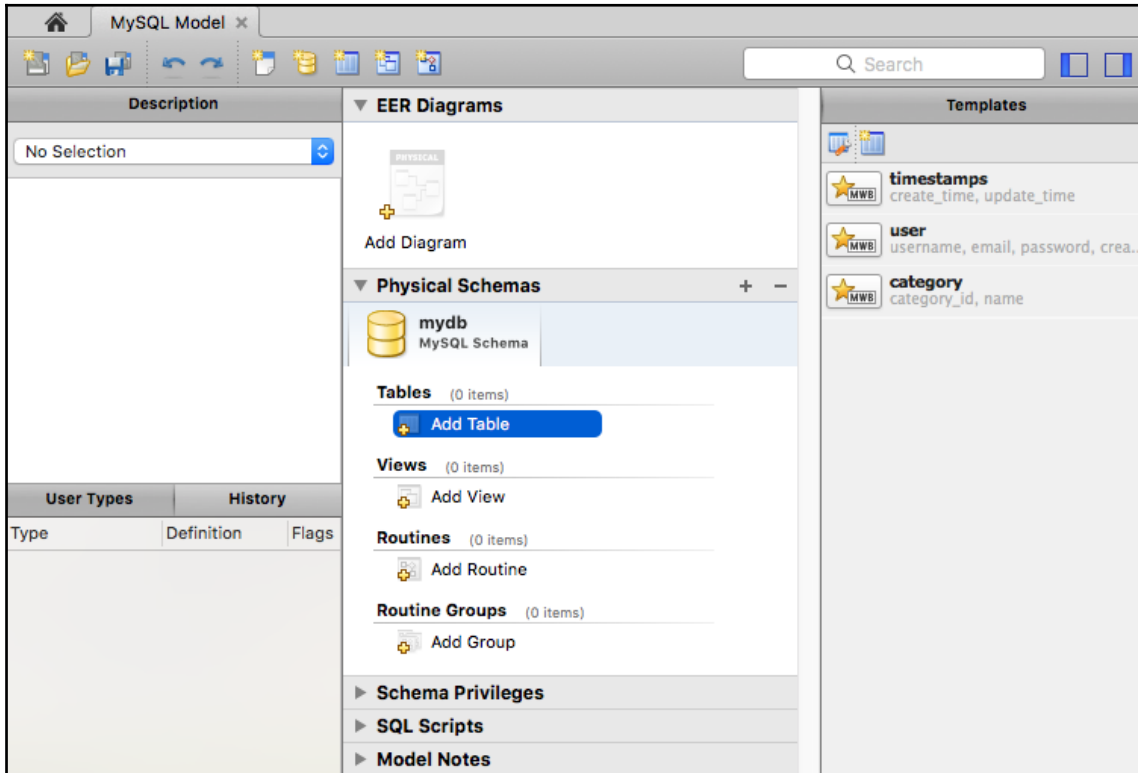 MySQL Model ×
Search
Description
No Selection
User Types
History
Type
Definition
Flags
EER Diagrams
PHYSICAL
Add Diagram
Physical Schemas + −
mydb
MySQL Schema
Tables (0 items)
Add Table
Views (0 items)
Add View
Routines (0 items)
Add Routine
Routine Groups (0 items)
Add Group
Schema Privileges
SQL Scripts
Model Notes
Templates
MWB
timestamps
create_time, update_time
MWB
user
username, email, password, crea...
MWB
category
category_id, name